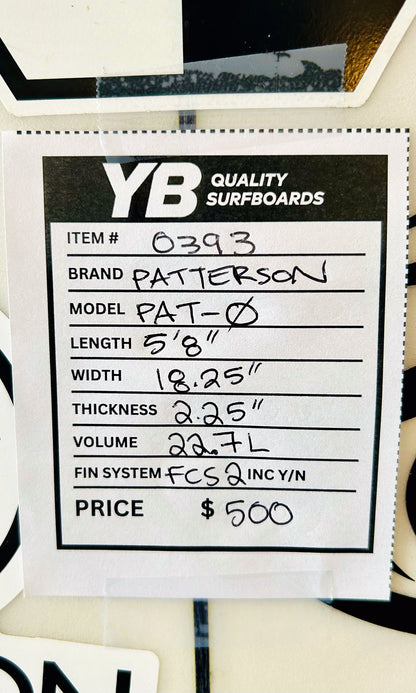 YB QUALITY
SURFBOARDS
ITEM # 0393
BRAND PATTERSON
MODEL PAT-Ø
LENGTH 5'8"
WIDTH 18.25"
THICKNESS 2.25"
VOLUME 22.7L
FIN SYSTEM FCS2 INC Y/N
PRICE $ 500
ON